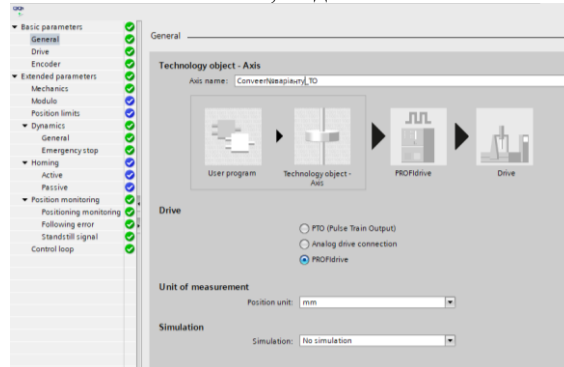 Basic parameters
General
Drive
Encoder
Extended parameters
Mechanics
Modulo
Position limits
Dynamics
General
Emergency stop
Homing
Active
Passive
Position monitoring
Positioning monitoring
Following error
Standstill signal
Control loop
General
Technology object - Axis
Axis name: ConveerNваріанту_TO
User program
Technology object - Axis
PROFIdrive
Drive
Drive
PTO (Pulse Train Output)
Analog drive connection
PROFIdrive
Unit of measurement
Position unit: mm
Simulation
Simulation: No simulation